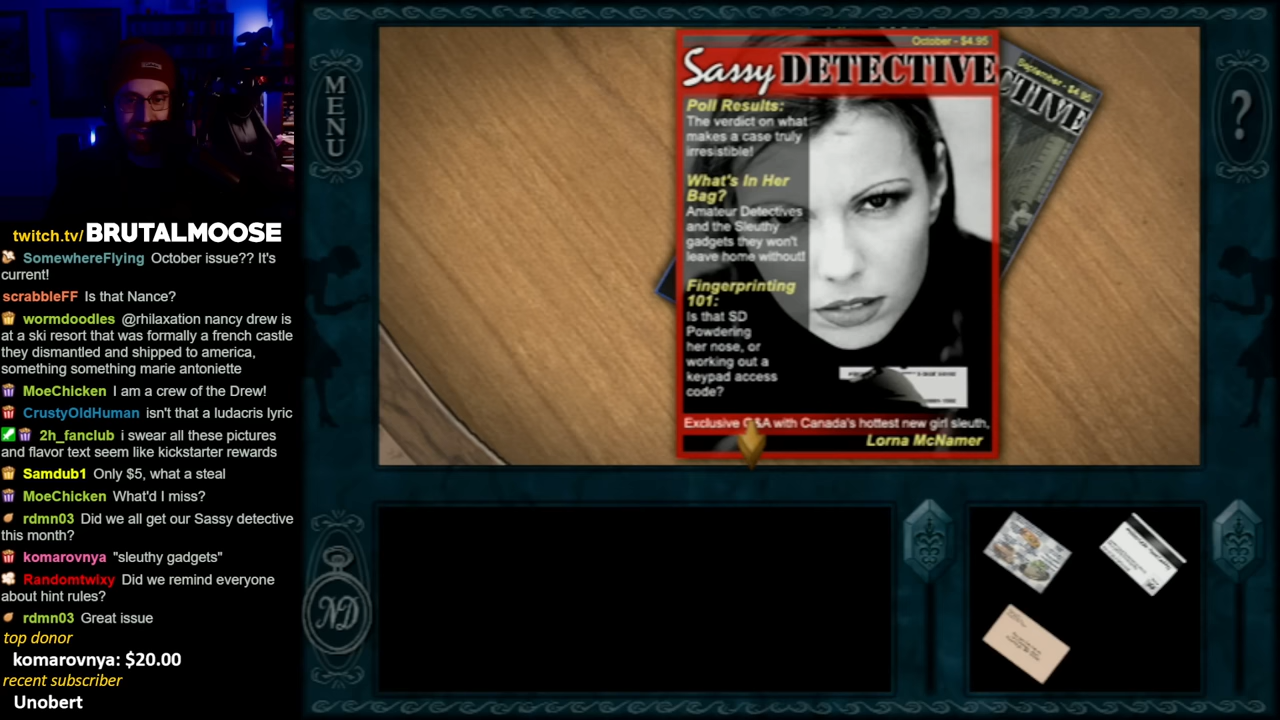 MENU
?
October - $4.95
Sassy DETECTIVE
September - $4.95
CTIVE
Poll Results:
The verdict on what
makes a case truly
irresistible!
What's In Her
Bag?
Amateur Detectives
and the Sleuthy
gadgets they won't
leave home without!
Fingerprinting
101:
Is that SD
Powdering
her nose, or
working out a
keypad access
code?
Exclusive Q&A with Canada's hottest new girl sleuth,
Lorna McNamer
ND
twitch.tv/BRUTALMOOSE
SomewhereFlying October issue?? It's
current!
scrabbleFF Is that Nance?
wormdoodles @rhilaxation nancy drew is
at a ski resort that was formally a french castle
they dismantled and shipped to america,
something something marie antoniette
MoeChicken I am a crew of the Drew!
CrustyOldHuman isn't that a ludacris lyric
2h_fanclub i swear all these pictures
and flavor text seem like kickstarter rewards
Samdub1 Only $5, what a steal
MoeChicken What'd I miss?
rdmn03 Did we all get our Sassy detective
this month?
komarovnya "sleuthy gadgets"
Randomtwlxy Did we remind everyone
about hint rules?
rdmn03 Great issue
top donor
komarovnya: $20.00
recent subscriber
Unobert